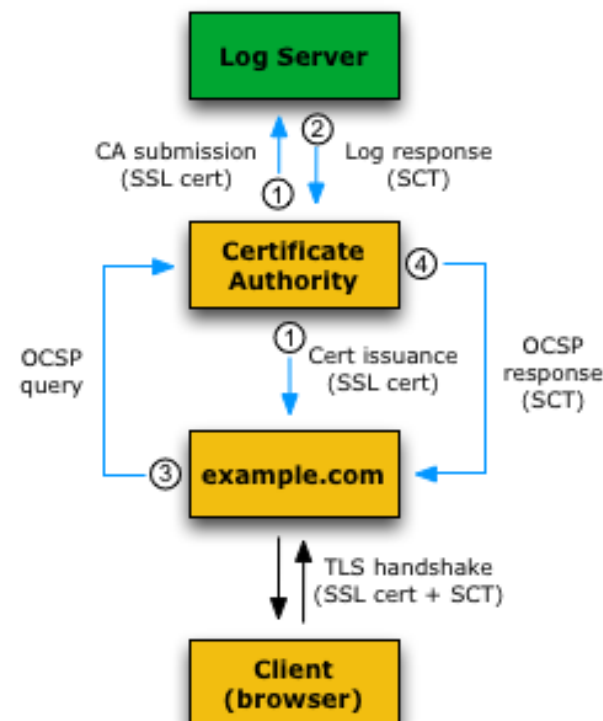 Log Server
②
CA submission
(SSL cert)
Log response
(SCT)
①
Certificate
Authority
④
①
Cert issuance
(SSL cert)
OCSP
query
OCSP
response
(SCT)
③
example.com
TLS handshake
(SSL cert + SCT)
Client
(browser)